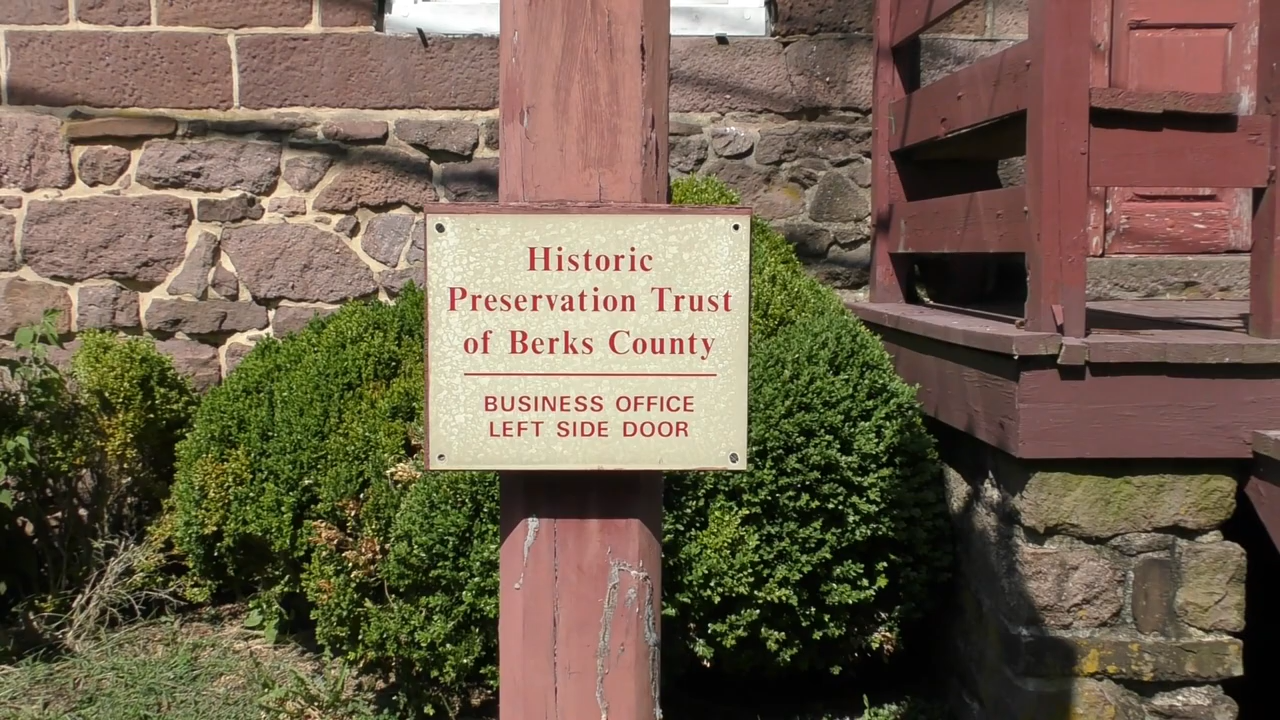 Historic
Preservation Trust
of Berks County
BUSINESS OFFICE
LEFT SIDE DOOR